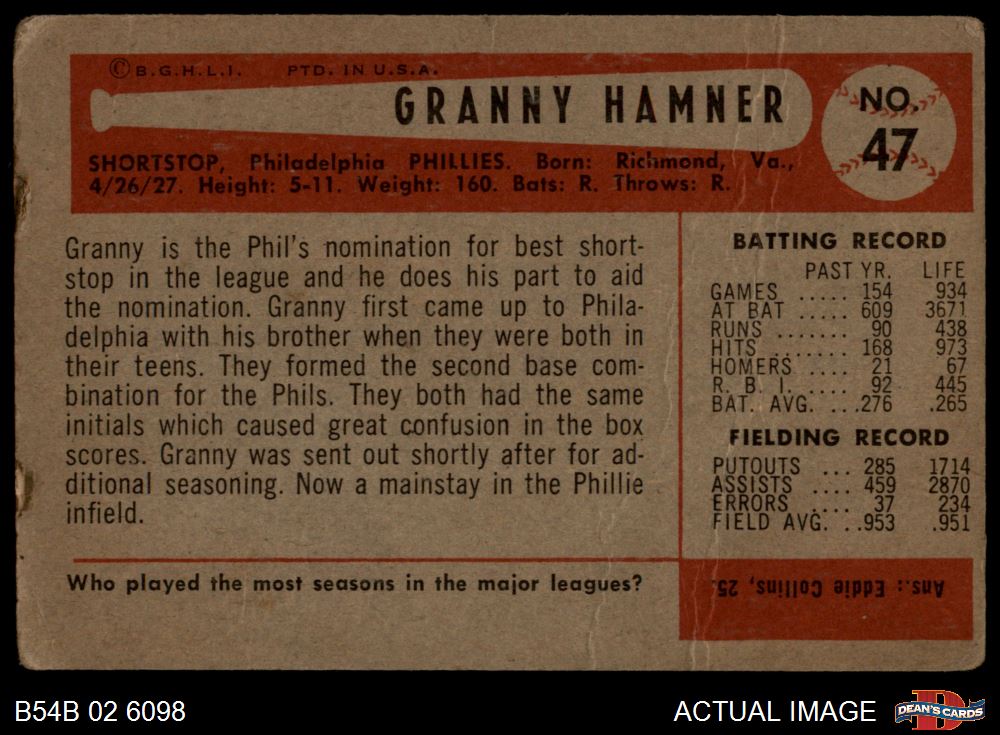 ©B.G.H.L.I. PTD. IN U.S.A.
GRANNY HAMNER
NO.
47
SHORTSTOP, Philadelphia PHILLIES. Born: Richmond, Va.,
4/26/27. Height: 5-11. Weight: 160. Bats: R. Throws: R.
Granny is the Phil's nomination for best short-
stop in the league and he does his part to aid
the nomination. Granny first came up to Phila-
delphia with his brother when they were both in
their teens. They formed the second base com-
bination for the Phils. They both had the same
initials which caused great confusion in the box
scores. Granny was sent out shortly after for ad-
ditional seasoning. Now a mainstay in the Phillie
infield.
BATTING RECORD
PAST YR. LIFE
GAMES ..... 154 934
AT BAT ..... 609 3671
RUNS ....... 90 438
HITS ........ 168 973
HOMERS .... 21 67
R. B. I. .... 92 445
BAT. AVG. ...276 .265
FIELDING RECORD
PUTOUTS ... 285 1714
ASSISTS .... 459 2870
ERRORS .... 37 234
FIELD AVG. ..953 .951
Who played the most seasons in the major leagues?
Ans.: Eddie Collins, 25.
B54B 02 6098
ACTUAL IMAGE
DEAN'S CARDS